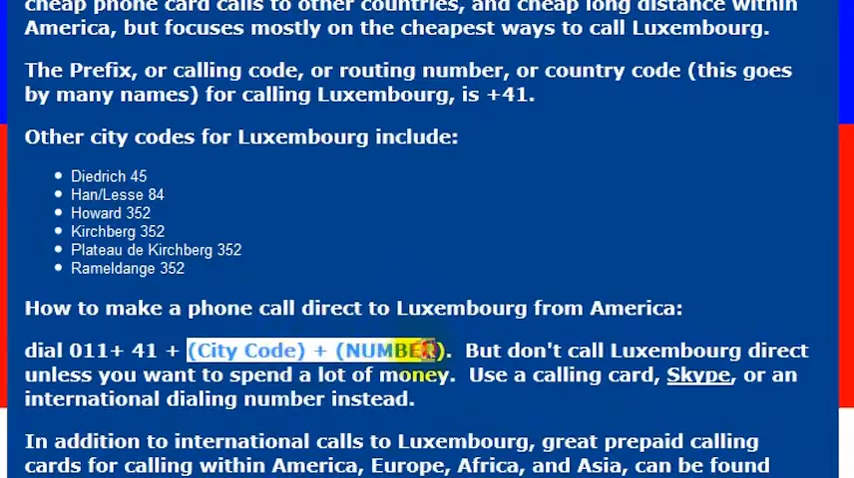 cheap phone card calls to other countries, and cheap long distance within
America, but focuses mostly on the cheapest ways to call Luxembourg.
The Prefix, or calling code, or routing number, or country code (this goes
by many names) for calling Luxembourg, is +41.
Other city codes for Luxembourg include:
Diedrich 45
Han/Lesse 84
Howard 352
Kirchberg 352
Plateau de Kirchberg 352
Rameldange 352
How to make a phone call direct to Luxembourg from America:
dial 011+ 41 + (City Code) + (NUMBER). But don't call Luxembourg direct
unless you want to spend a lot of money. Use a calling card, Skype, or an
international dialing number instead.
In addition to international calls to Luxembourg, great prepaid calling
cards for calling within America, Europe, Africa, and Asia, can be found